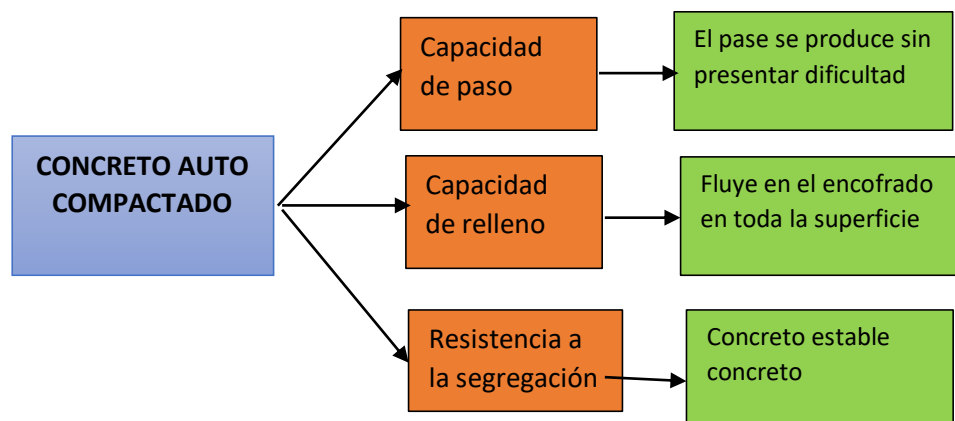 CONCRETO AUTO
COMPACTADO
Capacidad
de paso
El pase se produce sin
presentar dificultad
Capacidad
de relleno
Fluye en el encofrado
en toda la superficie
Resistencia a
la segregación
Concreto estable
concreto